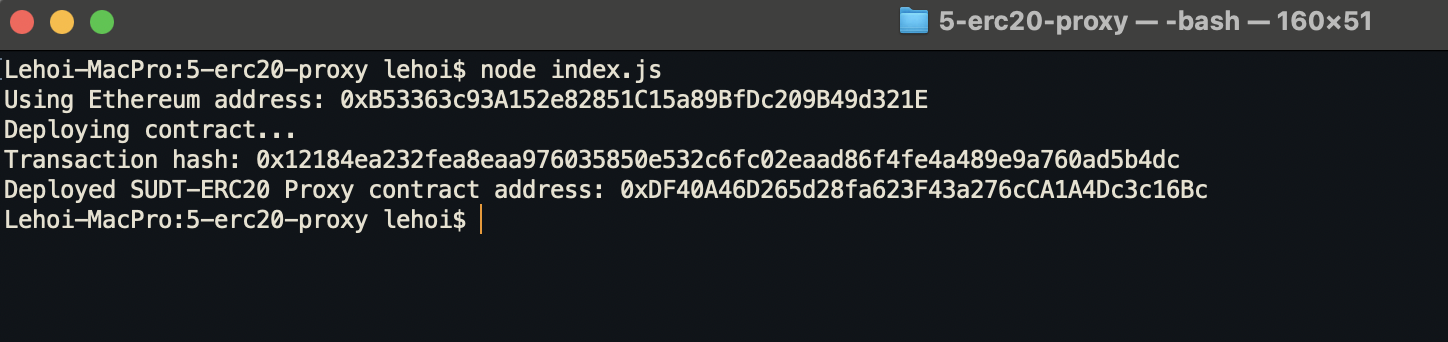 5-erc20-proxy — -bash — 160×51
Lehoi-MacPro:5-erc20-proxy lehoi$ node index.js
Using Ethereum address: 0xB53363c93A152e82851C15a89BfDc209B49d321E
Deploying contract...
Transaction hash: 0x12184ea232fea8eaa976035850e532c6fc02eaad86f4fe4a489e9a760ad5b4dc
Deployed SUDT-ERC20 Proxy contract address: 0xDF40A46D265d28fa623F43a276cCA1A4Dc3c16Bc
Lehoi-MacPro:5-erc20-proxy lehoi$